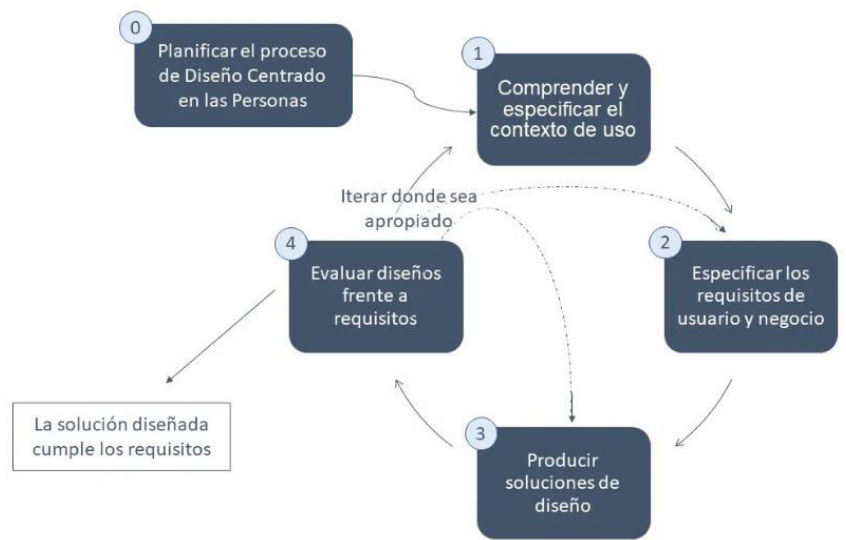 0
Planificar el proceso
de Diseño Centrado
en las Personas
1
Comprender y
especificar el
contexto de uso
Iterar donde sea
apropiado
2
Especificar los
requisitos de
usuario y negocio
3
Producir
soluciones de
diseño
4
Evaluar diseños
frente a
requisitos
La solución diseñada
cumple los requisitos